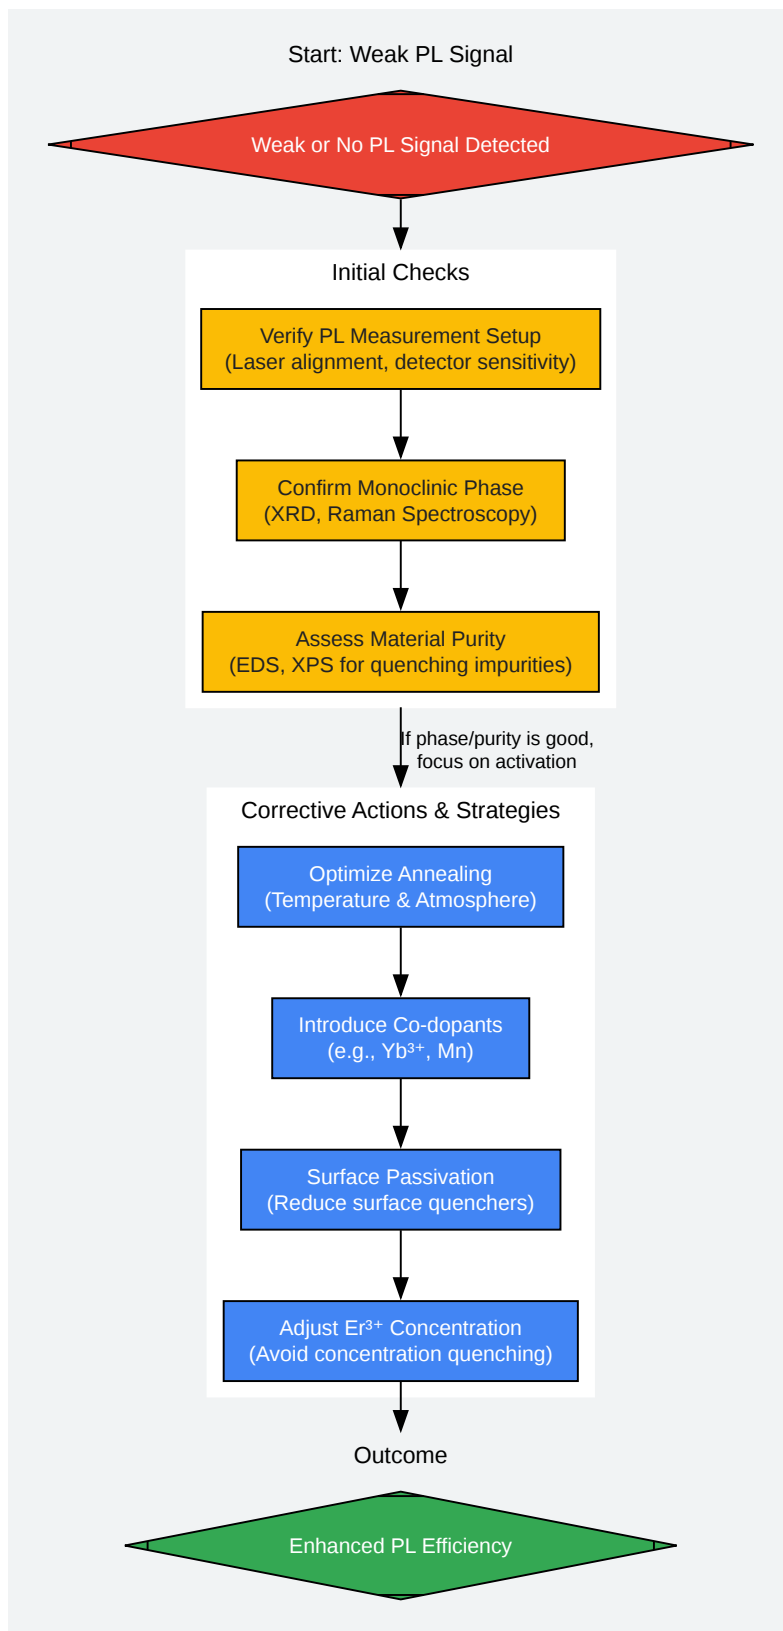 Start: Weak PL Signal
Weak or No PL Signal Detected
Initial Checks
Verify PL Measurement Setup
(Laser alignment, detector sensitivity)
Confirm Monoclinic Phase
(XRD, Raman Spectroscopy)
Assess Material Purity
(EDS, XPS for quenching impurities)
If phase/purity is good,
focus on activation
Corrective Actions & Strategies
Optimize Annealing
(Temperature & Atmosphere)
Introduce Co-dopants
(e.g., Yb³⁺, Mn)
Surface Passivation
(Reduce surface quenchers)
Adjust Er³⁺ Concentration
(Avoid concentration quenching)
Outcome
Enhanced PL Efficiency